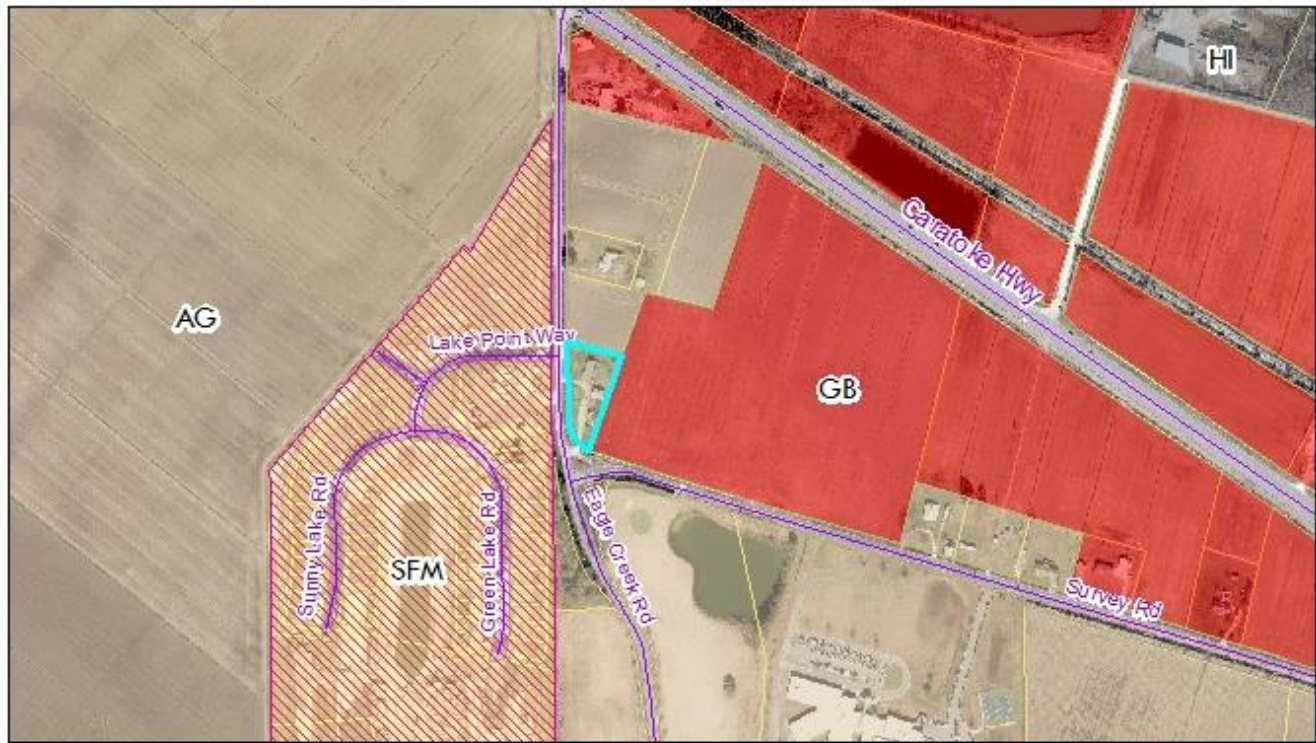 HI
Caratoke Hwy
AG
Lake Point Way
GB
Sunny Lake Rd
SFM
Green Lake Rd
Eagle Creek Rd
Survey Rd